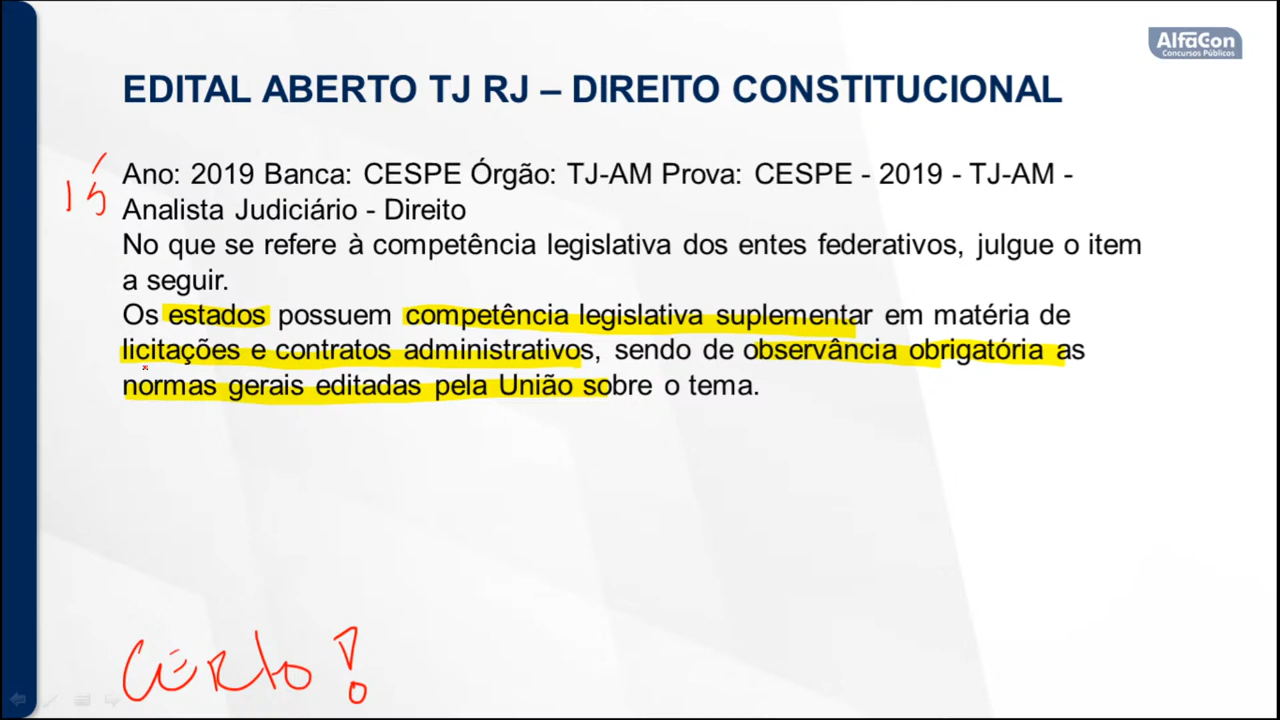 AlfaCon
Concursos Públicos
EDITAL ABERTO TJ RJ – DIREITO CONSTITUCIONAL
15
Ano: 2019 Banca: CESPE Órgão: TJ-AM Prova: CESPE - 2019 - TJ-AM -
Analista Judiciário - Direito
No que se refere à competência legislativa dos entes federativos, julgue o item
a seguir.
Os estados possuem competência legislativa suplementar em matéria de
licitações e contratos administrativos, sendo de observância obrigatória as
normas gerais editadas pela União sobre o tema.
CERTO!